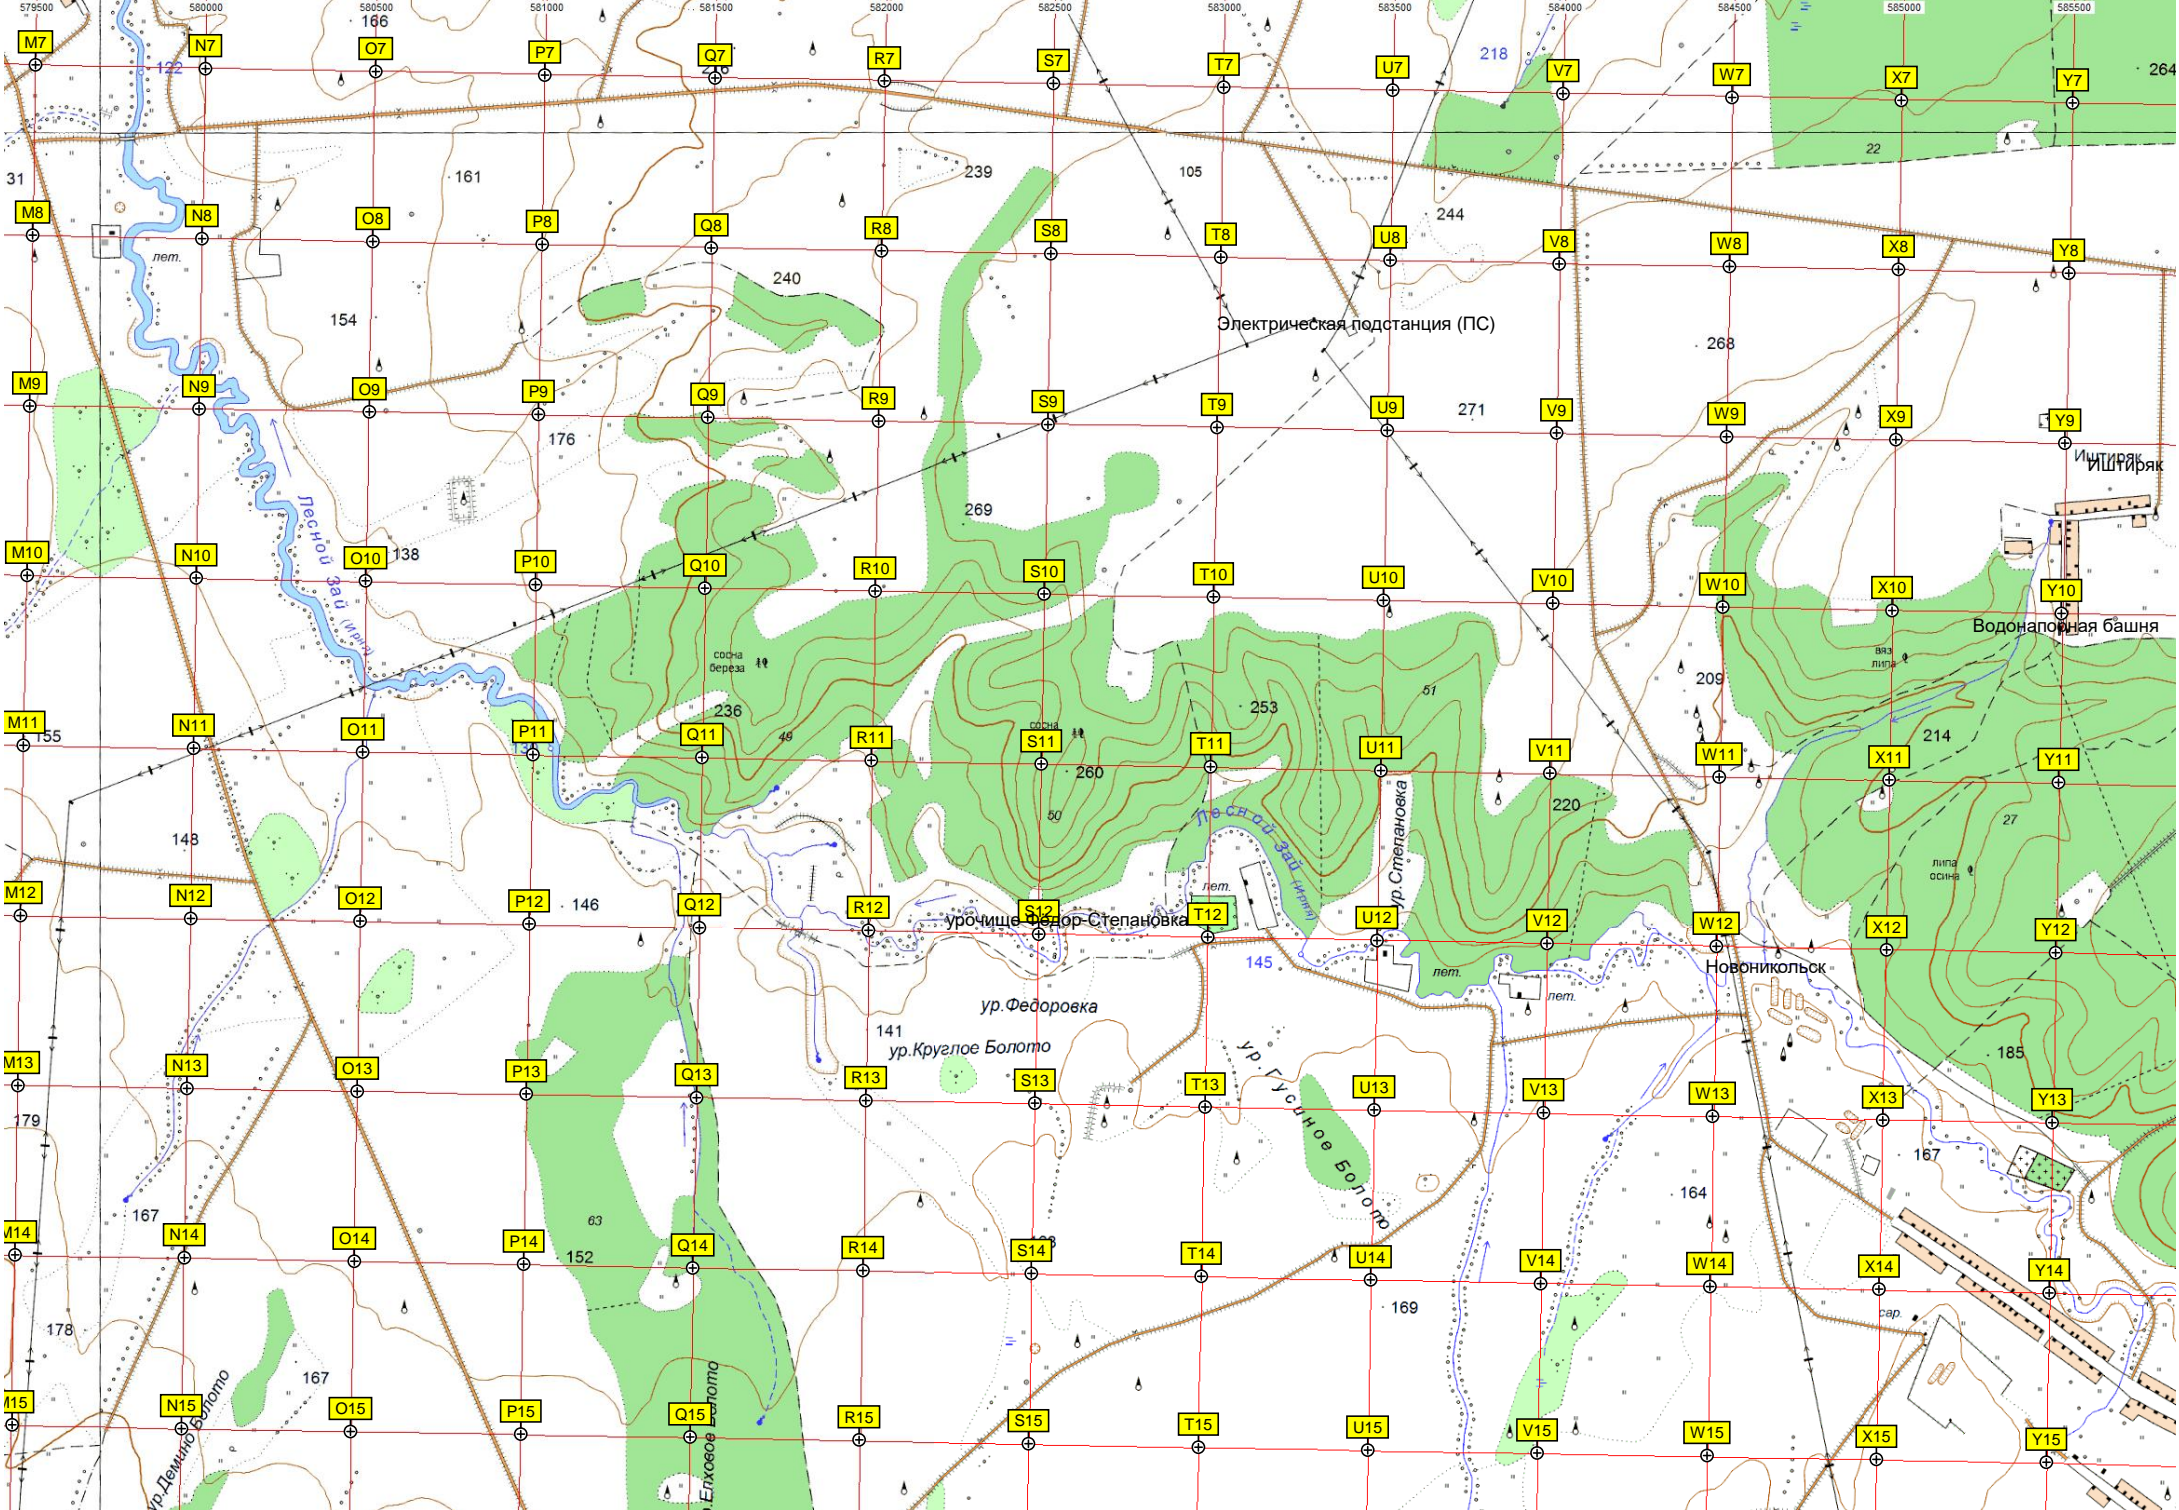 579500 580000 580500 581000 581500 582000 582500 583000 583500 584000 584500 585000 585500
166
218
264
M7 N7 O7 P7 Q7 R7 S7 T7 U7 V7 W7 X7 Y7
122
22
31
161
239
105
244
M8 N8 O8 P8 Q8 R8 S8 T8 U8 V8 W8 X8 Y8
лет.
240
154
Электрическая подстанция (ПС)
268
M9 N9 O9 P9 Q9 R9 S9 T9 U9 V9 W9 X9 Y9
176
271
Иштиряк
Иштиряк
269
Лесной Зай (Ирня)
138
M10 N10 O10 P10 Q10 R10 S10 T10 U10 V10 W10 X10 Y10
Водонапорная башня
сосна
береза
вяз
липа
209
51
236
253
49
сосна
214
M11 N11 O11 P11 Q11 R11 S11 T11 U11 V11 W11 X11 Y11
155
260
220
50
27
Лесной Зай (Ирня)
ур.Степановка
148
липа
осина
лет.
M12 N12 O12 P12 Q12 R12 S12 T12 U12 V12 W12 X12 Y12
146
урочище Федор-Степановка
145
лет.
Новоникольск
лет.
ур.Федоровка
141
ур.Круглое Болото
185
ур.Гусиное Болото
M13 N13 O13 P13 Q13 R13 S13 T13 U13 V13 W13 X13 Y13
179
167
164
167
63
M14 N14 O14 P14 Q14 R14 S14 T14 U14 V14 W14 X14 Y14
152
169
сар.
178
167
ур.Демино Болото
M15 N15 O15 P15 Q15 R15 S15 T15 U15 V15 W15 X15 Y15
р.Елховое Болото